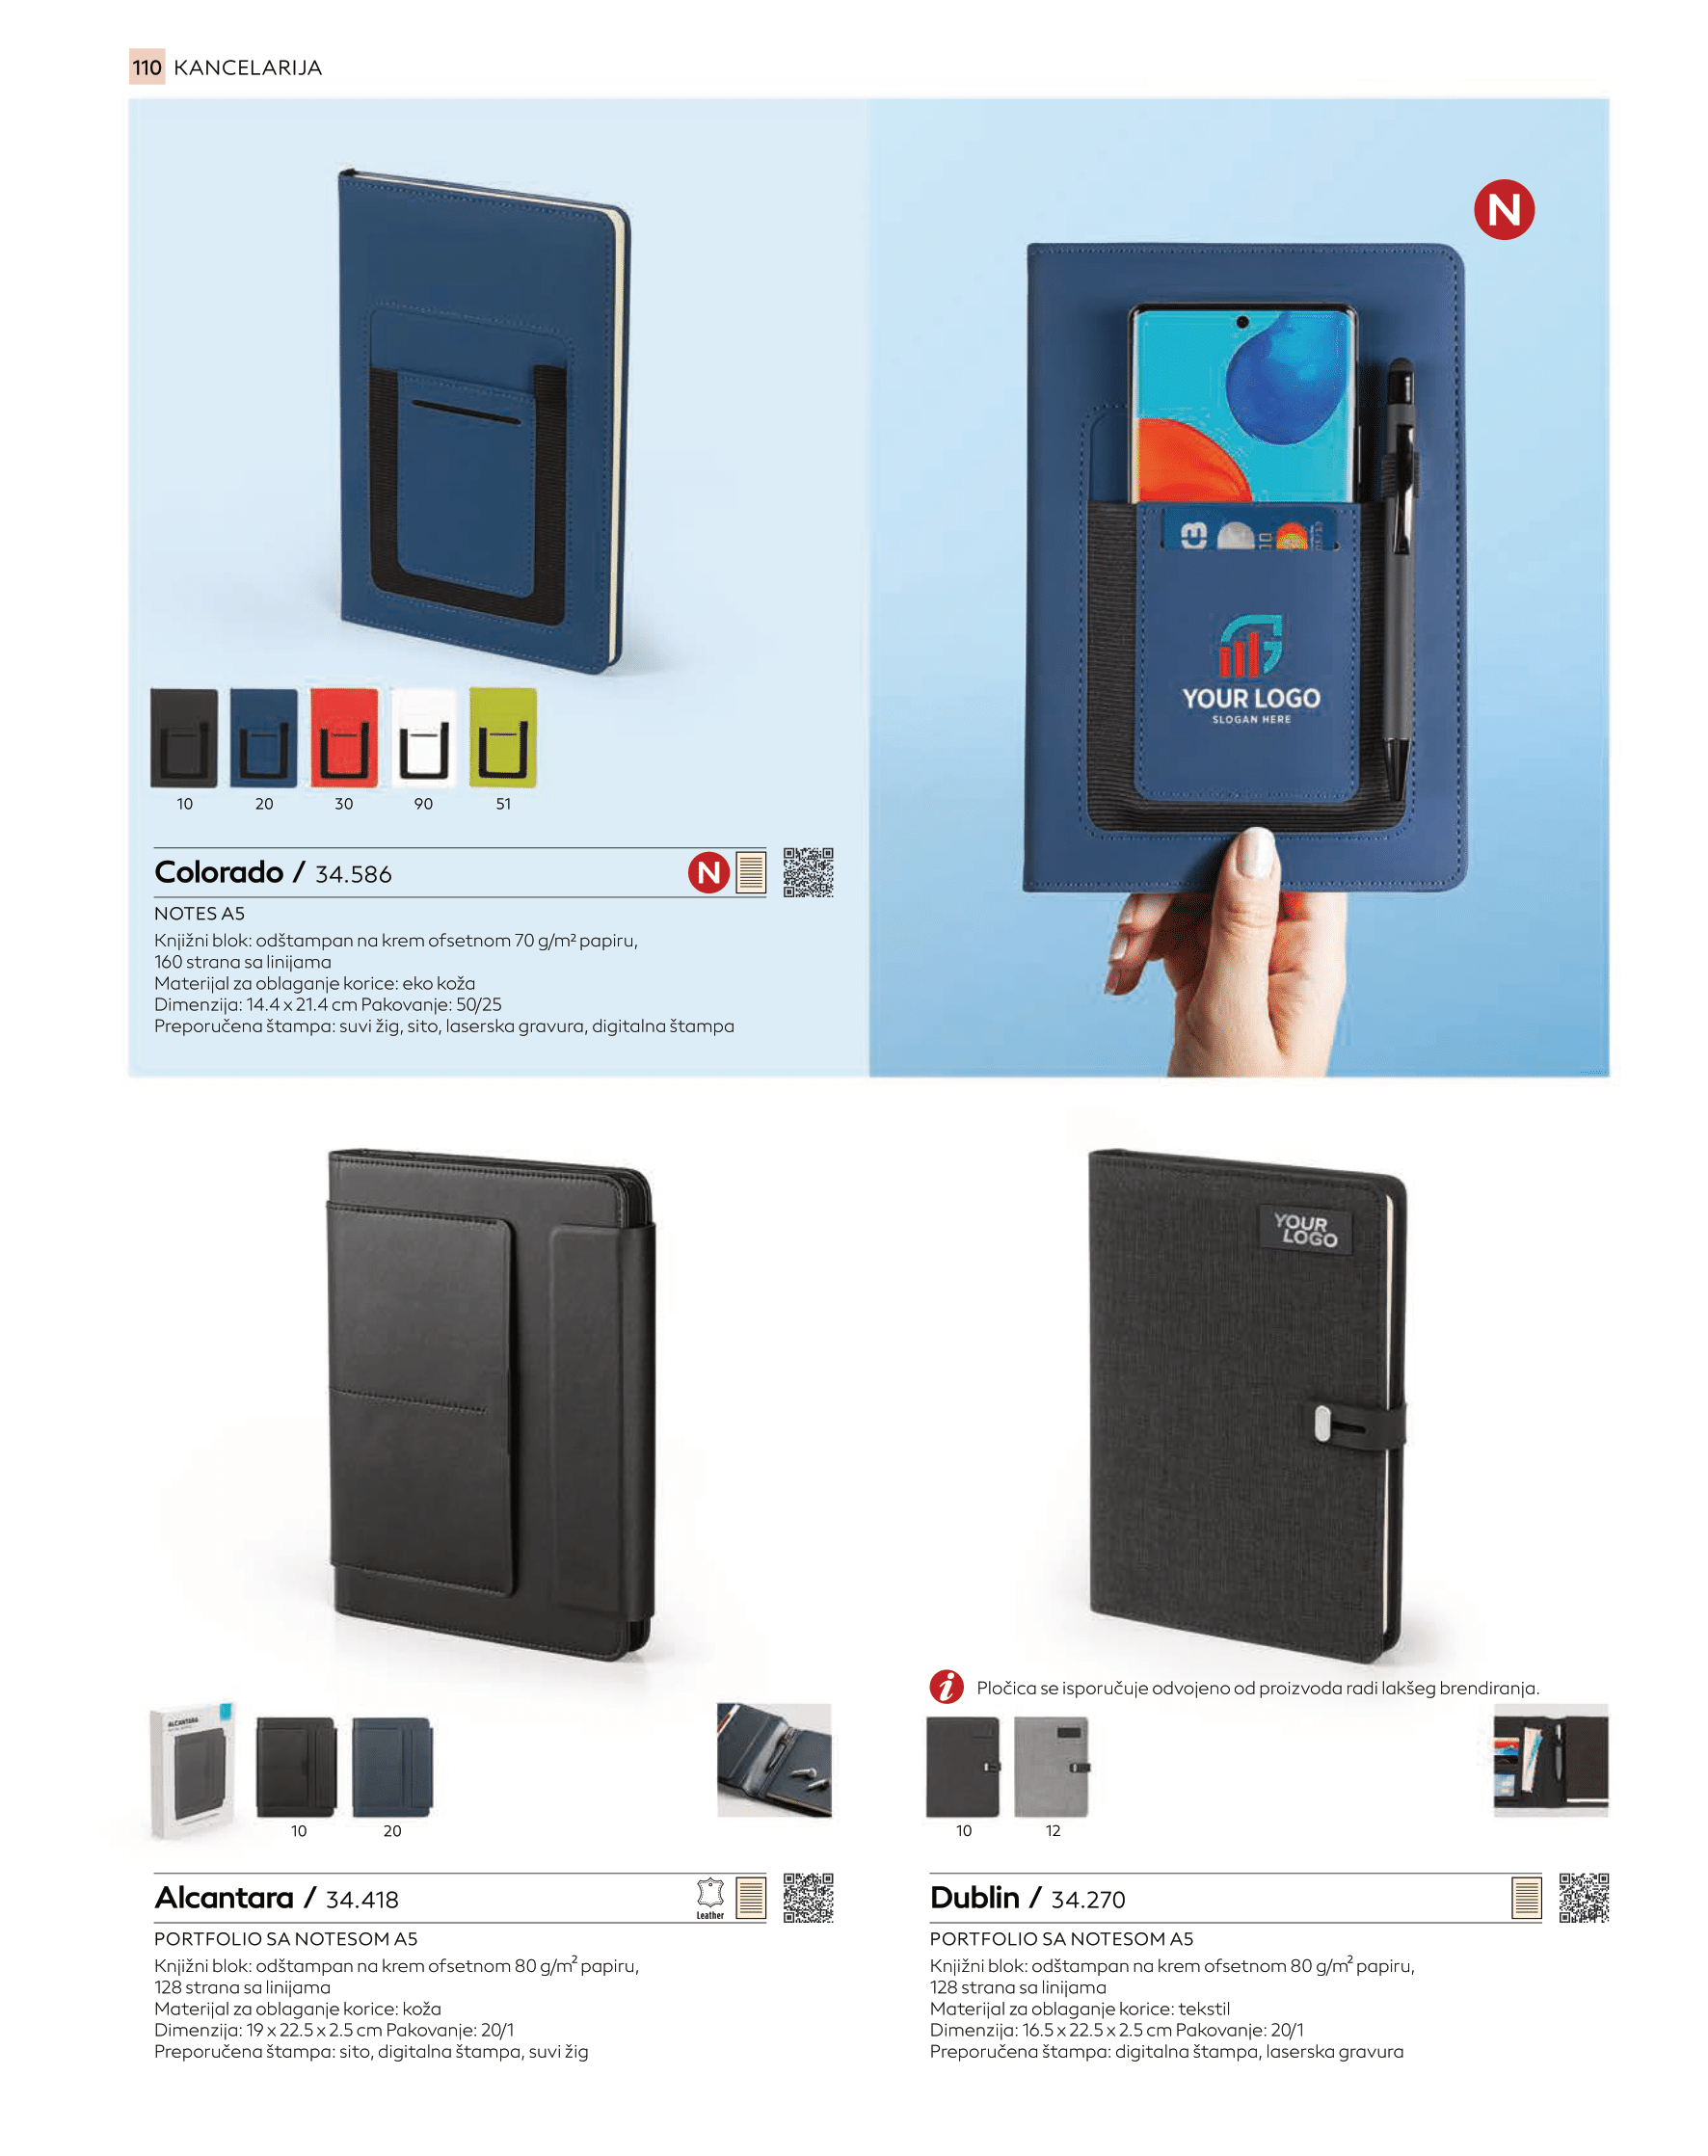 110 KANCELARIJA
N
YOUR LOGO
SLOGAN HERE
10 20 30 90 51
Colorado / 34.586
N
NOTES A5
Knjižni blok: odštampan na krem ofsetnom 70 g/m² papiru,
160 strana sa linijama
Materijal za oblaganje korice: eko koža
Dimenzija: 14.4 x 21.4 cm Pakovanje: 50/25
Preporučena štampa: suvi žig, sito, laserska gravura, digitalna štampa
YOUR
LOGO
i Pločica se isporučuje odvojeno od proizvoda radi lakšeg brendiranja.
ALCANTARA
10 20
10 12
Alcantara / 34.418
Leather
PORTFOLIO SA NOTESOM A5
Knjižni blok: odštampan na krem ofsetnom 80 g/m² papiru,
128 strana sa linijama
Materijal za oblaganje korice: koža
Dimenzija: 19 x 22.5 x 2.5 cm Pakovanje: 20/1
Preporučena štampa: sito, digitalna štampa, suvi žig
Dublin / 34.270
PORTFOLIO SA NOTESOM A5
Knjižni blok: odštampan na krem ofsetnom 80 g/m² papiru,
128 strana sa linijama
Materijal za oblaganje korice: tekstil
Dimenzija: 16.5 x 22.5 x 2.5 cm Pakovanje: 20/1
Preporučena štampa: digitalna štampa, laserska gravura